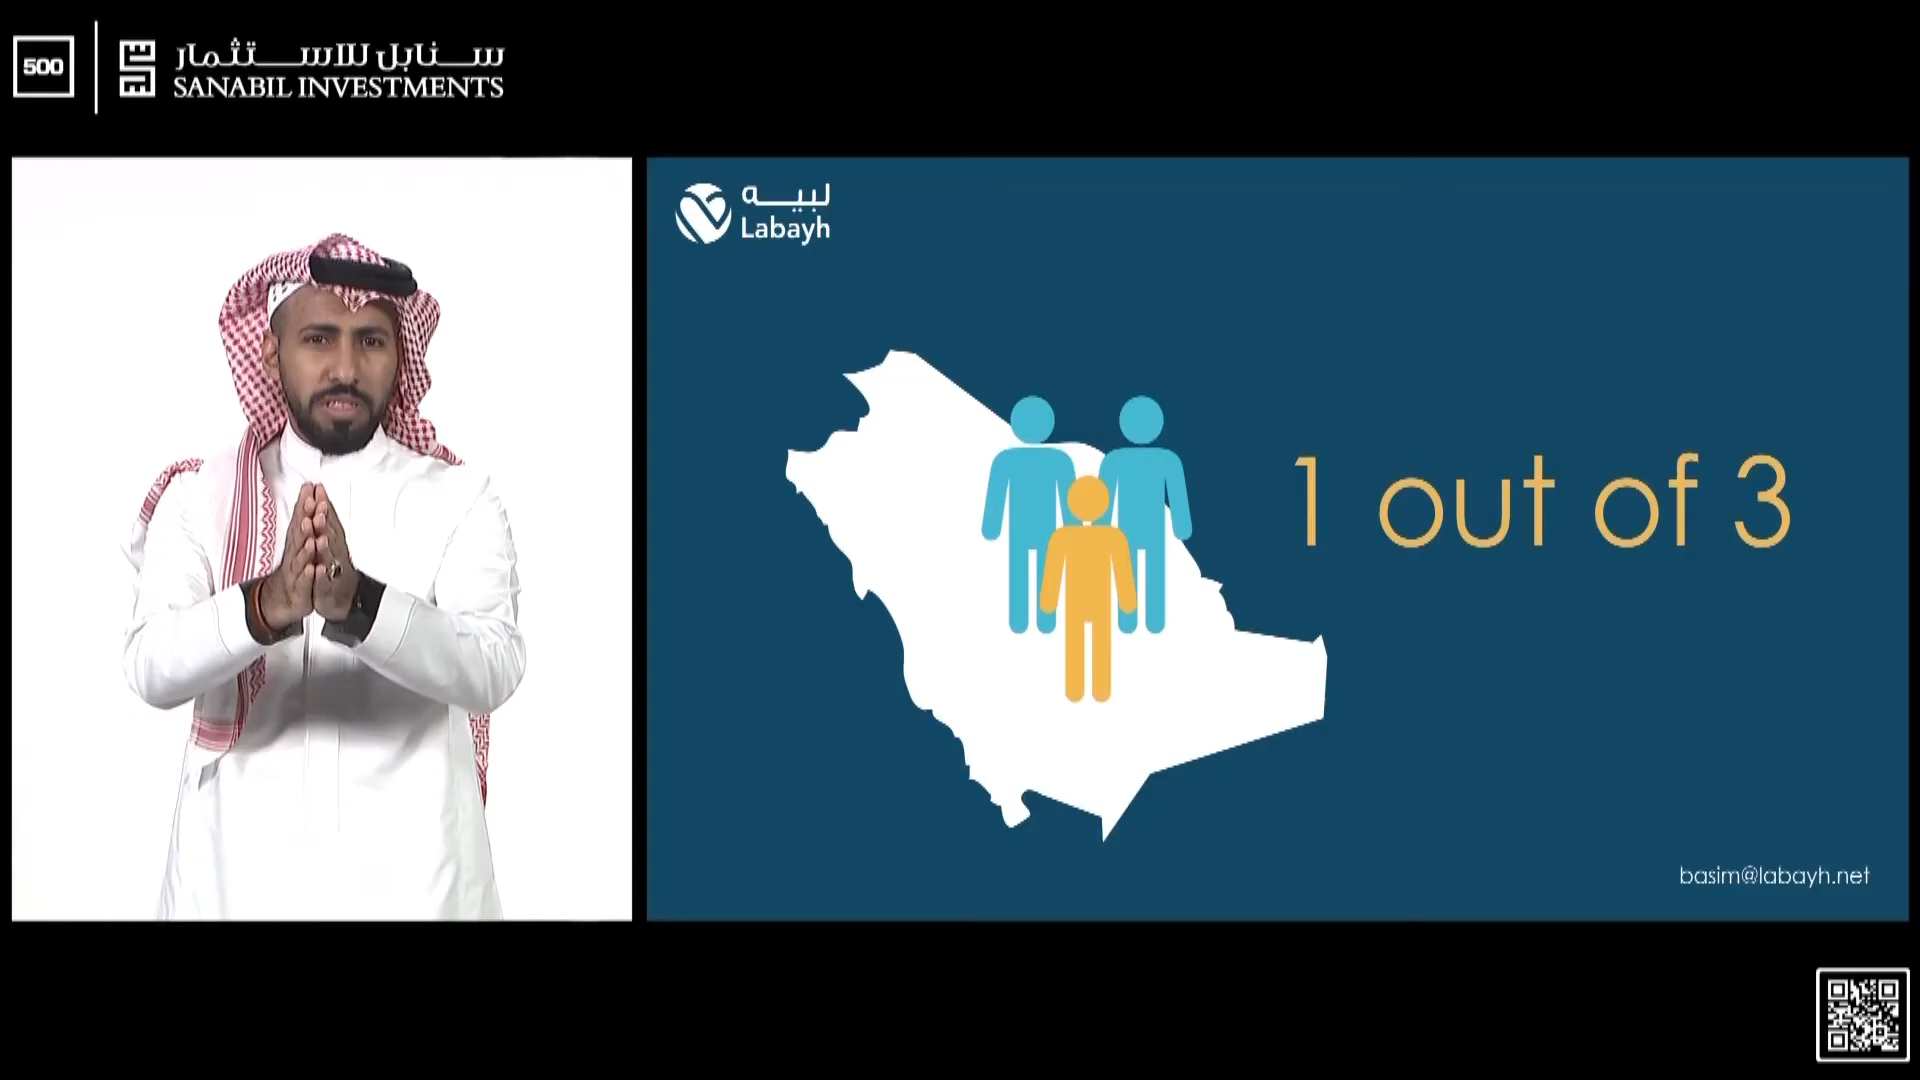 500
سنابل للاستثمار
SANABIL INVESTMENTS
لبيه
Labayh
1 out of 3
basim@labayh.net